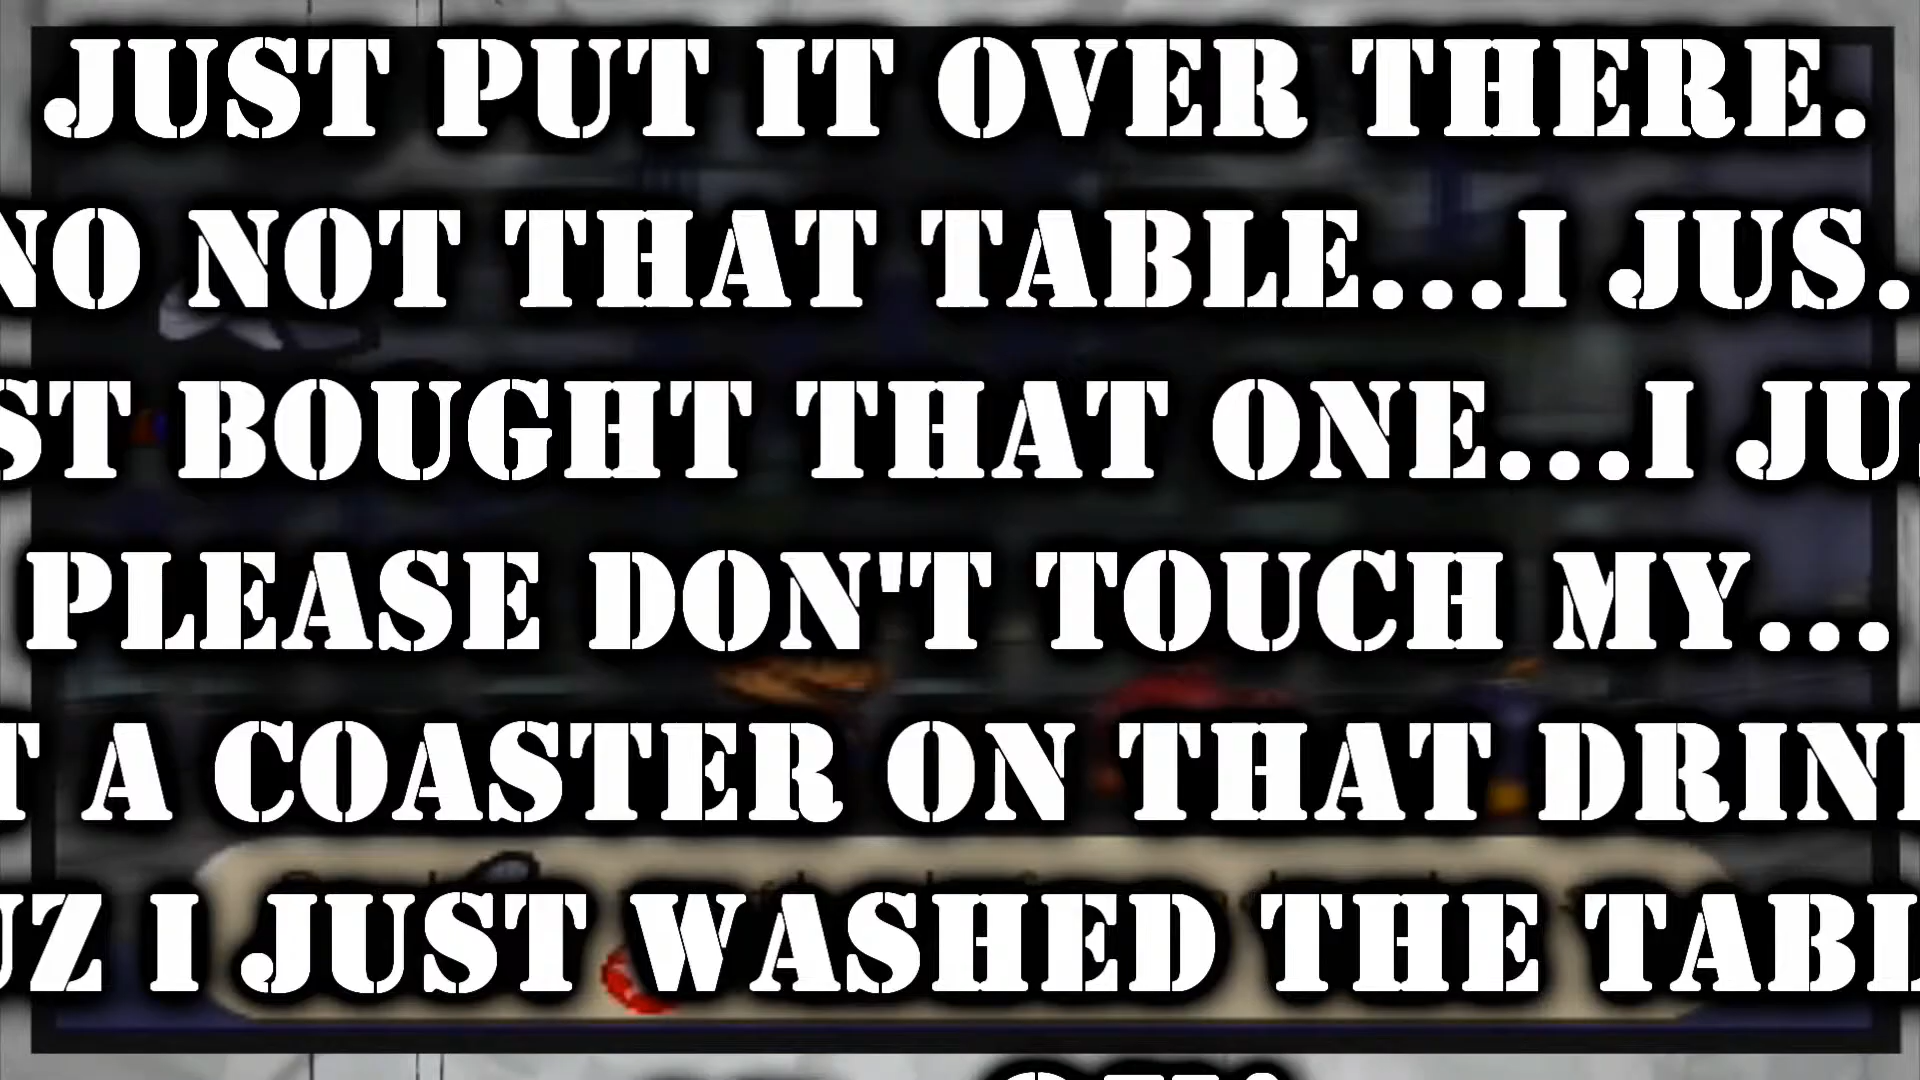 JUST PUT IT OVER THERE.
NO NOT THAT TABLE...I JUS.
ST BOUGHT THAT ONE...I JU
PLEASE DON'T TOUCH MY...
T A COASTER ON THAT DRIN
UZ I JUST WASHED THE TABL